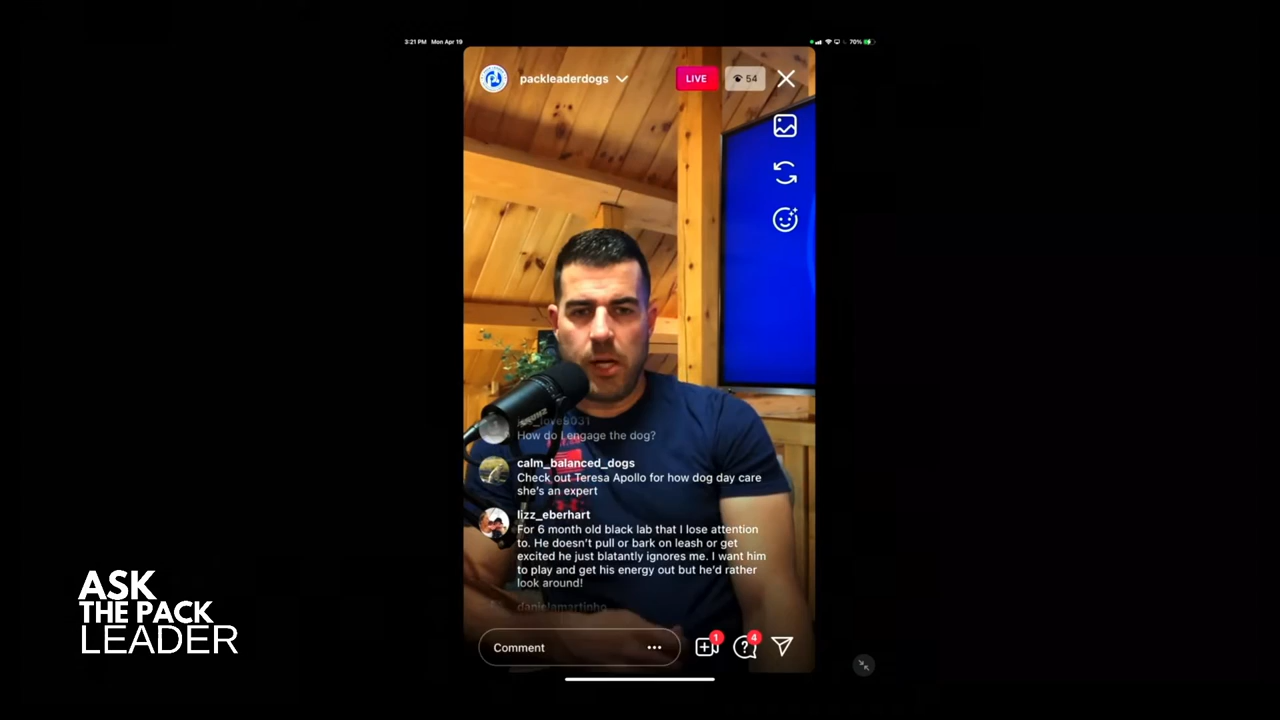 3:21 PM Mon Apr 19
70%
packleaderdogs
LIVE
54
How do I engage the dog?
calm_balanced_dogs
Check out Teresa Apollo for how dog day care
she's an expert
lizz_eberhart
For 6 month old black lab that I lose attention
to. He doesn't pull or bark on leash or get
excited he just blatantly ignores me. I want him
to play and get his energy out but he'd rather
look around!
danielamartinho
Comment
1
4
ASK
THE PACK
LEADER